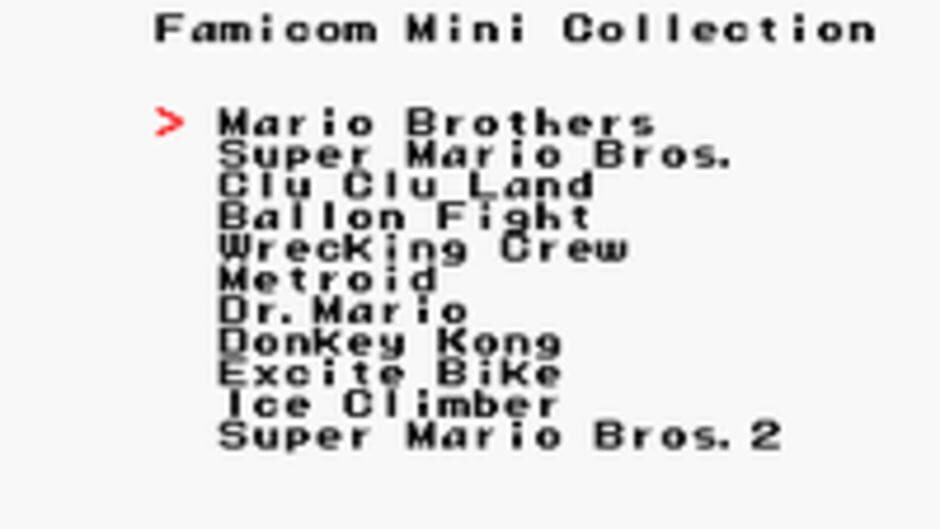 Famicom Mini Collection
> Mario Brothers
Super Mario Bros.
Clu Clu Land
Ballon Fight
Wrecking Crew
Metroid
Dr. Mario
Donkey Kong
Excite Bike
Ice Climber
Super Mario Bros. 2